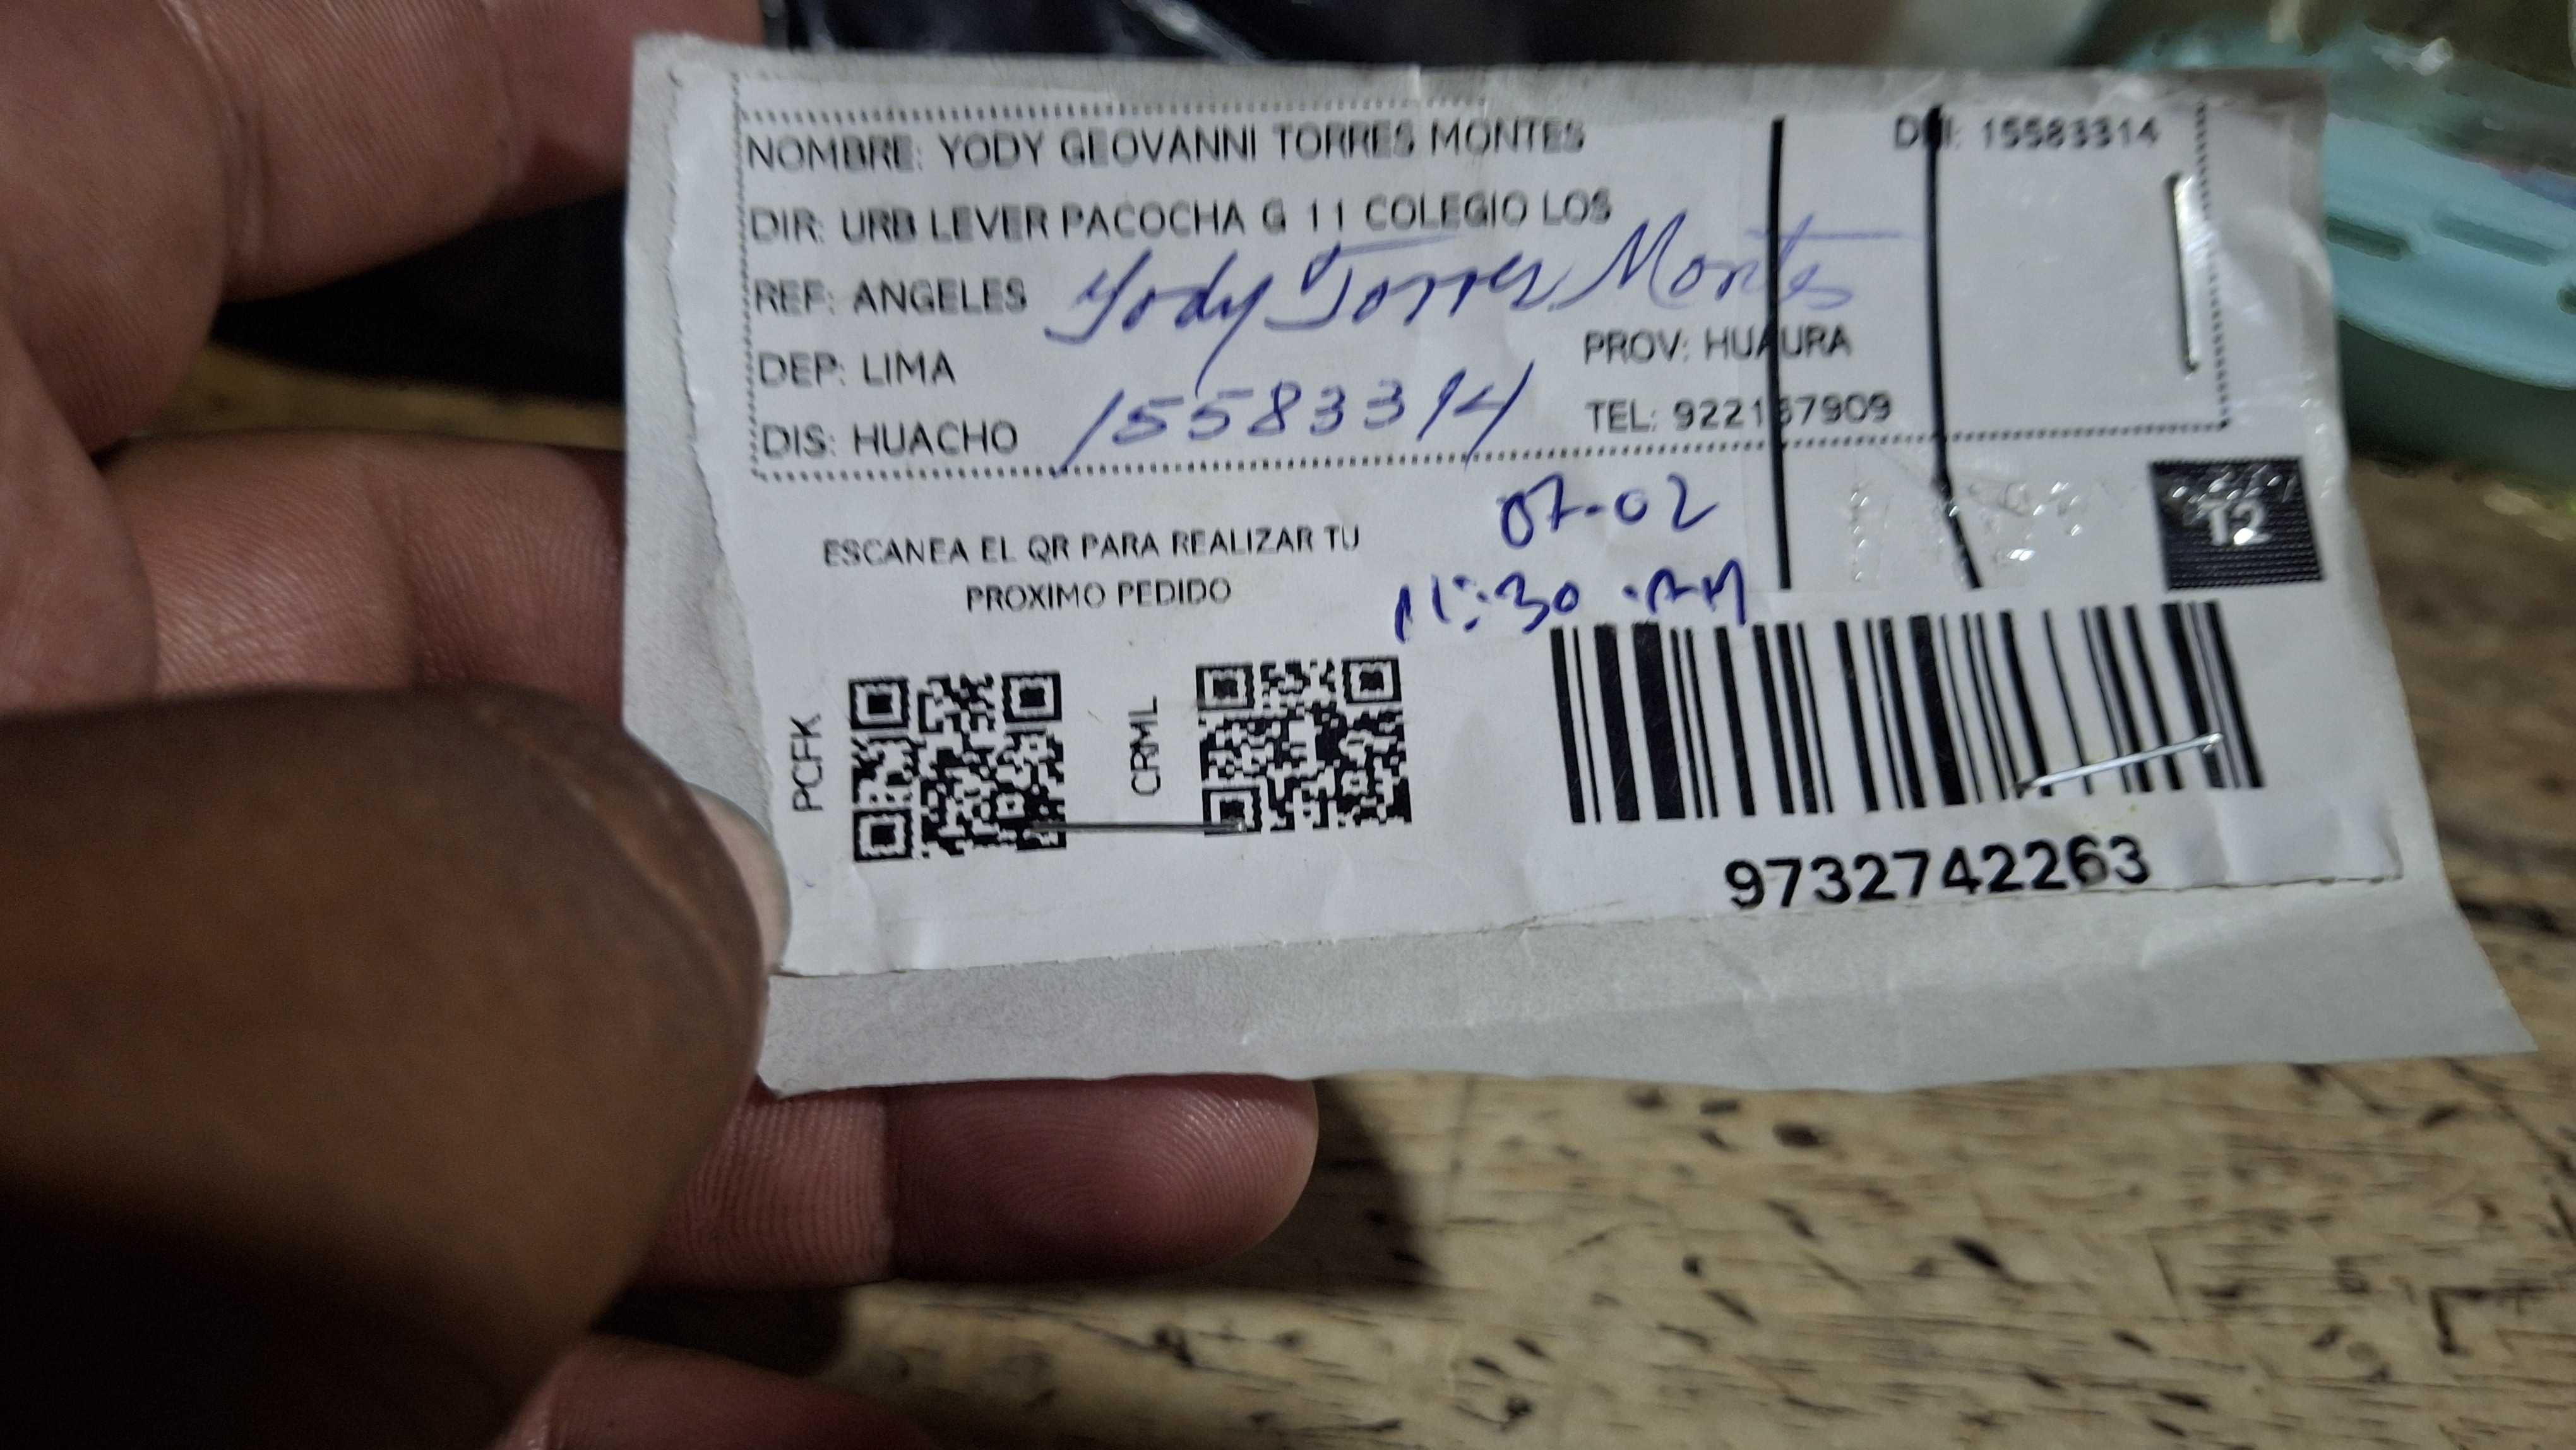 NOMBRE: YODY GEOVANNI TORRES MONTES DNI: 15583314
DIR: URB LEVER PACOCHA G 11 COLEGIO LOS
REF: ANGELES
Yody Torres Montes
DEP: LIMA PROV: HUAURA
15583314
DIS: HUACHO TEL: 922167909
07-02
11:30 AM
T2
ESCANEA EL QR PARA REALIZAR TU
PROXIMO PEDIDO
PCFK
CRML
9732742263